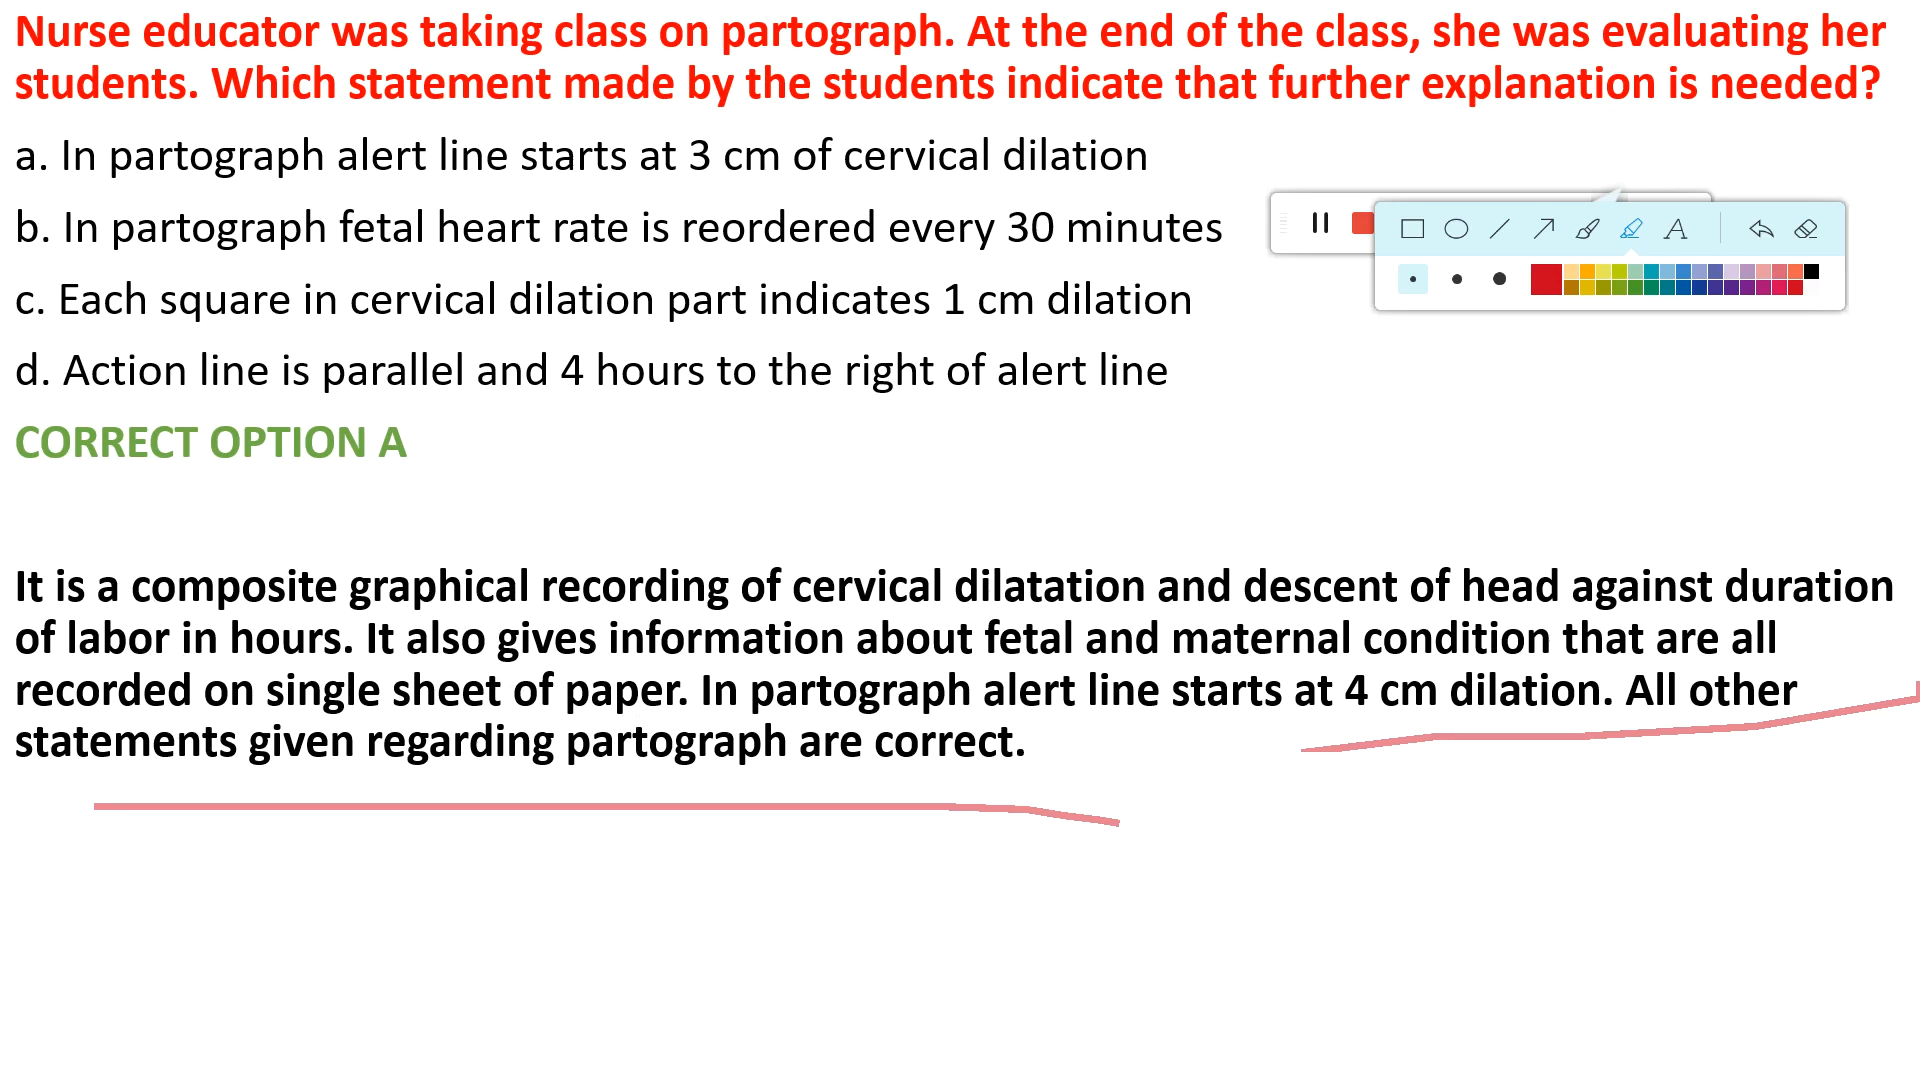 Nurse educator was taking class on partograph. At the end of the class, she was evaluating her
students. Which statement made by the students indicate that further explanation is needed?
a. In partograph alert line starts at 3 cm of cervical dilation
b. In partograph fetal heart rate is reordered every 30 minutes
c. Each square in cervical dilation part indicates 1 cm dilation
d. Action line is parallel and 4 hours to the right of alert line
CORRECT OPTION A
It is a composite graphical recording of cervical dilatation and descent of head against duration
of labor in hours. It also gives information about fetal and maternal condition that are all
recorded on single sheet of paper. In partograph alert line starts at 4 cm dilation. All other
statements given regarding partograph are correct.